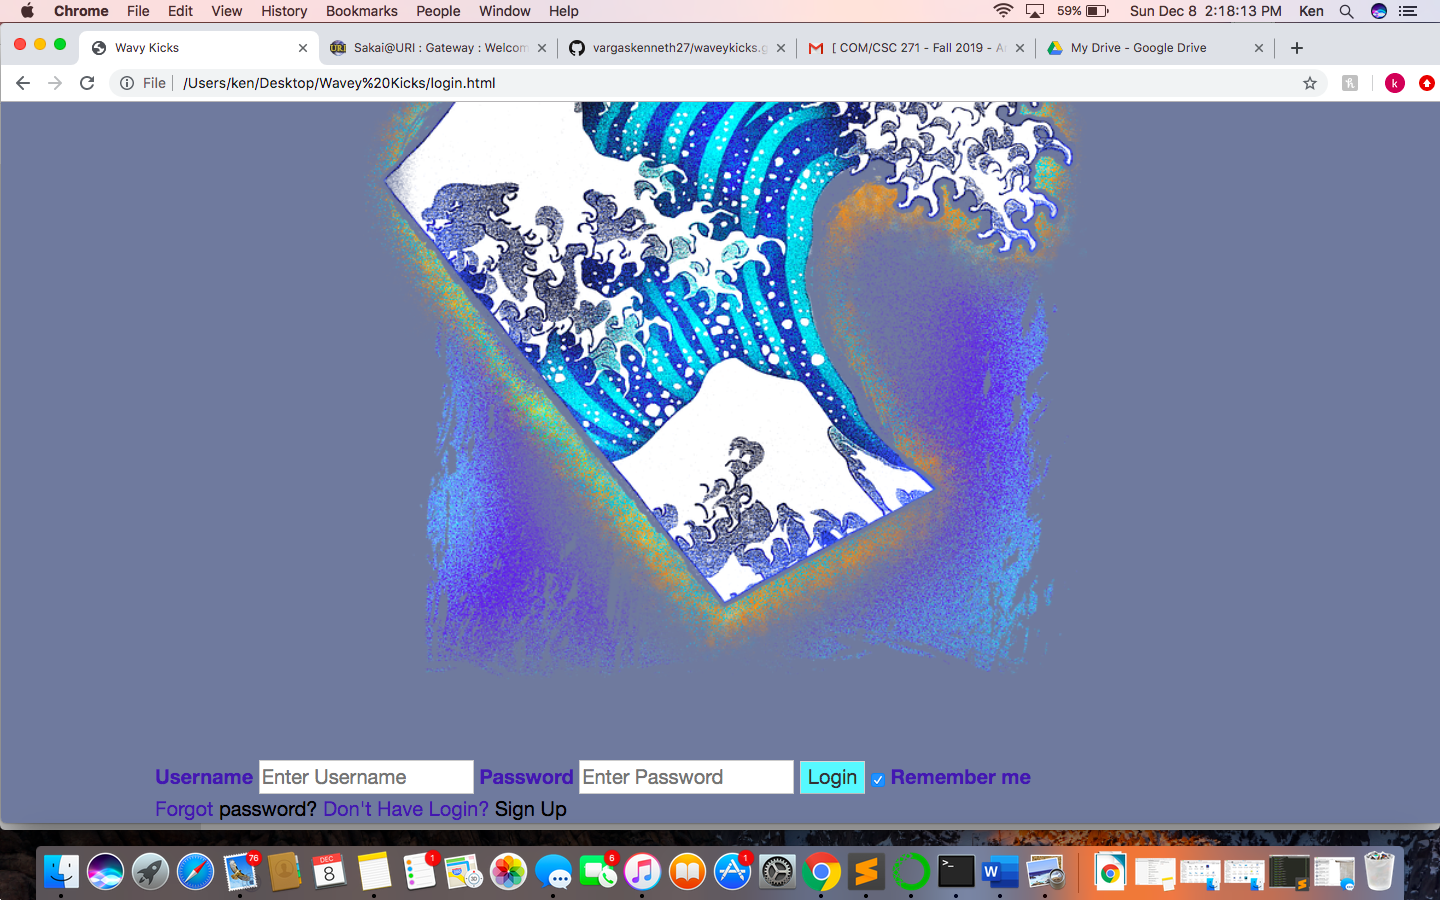 Chrome File Edit View History Bookmarks People Window Help 59% Sun Dec 8 2:18:13 PM Ken
Wavy Kicks Sakai@URI : Gateway : Welcom vargaskenneth27/waveykicks.g [ COM/CSC 271 - Fall 2019 - A My Drive - Google Drive
File /Users/ken/Desktop/Wavey%20Kicks/login.html k
Username Enter Username Password Enter Password Login Remember me
Forgot password? Don't Have Login? Sign Up
76 DEC 8 1 6 1 >_ W